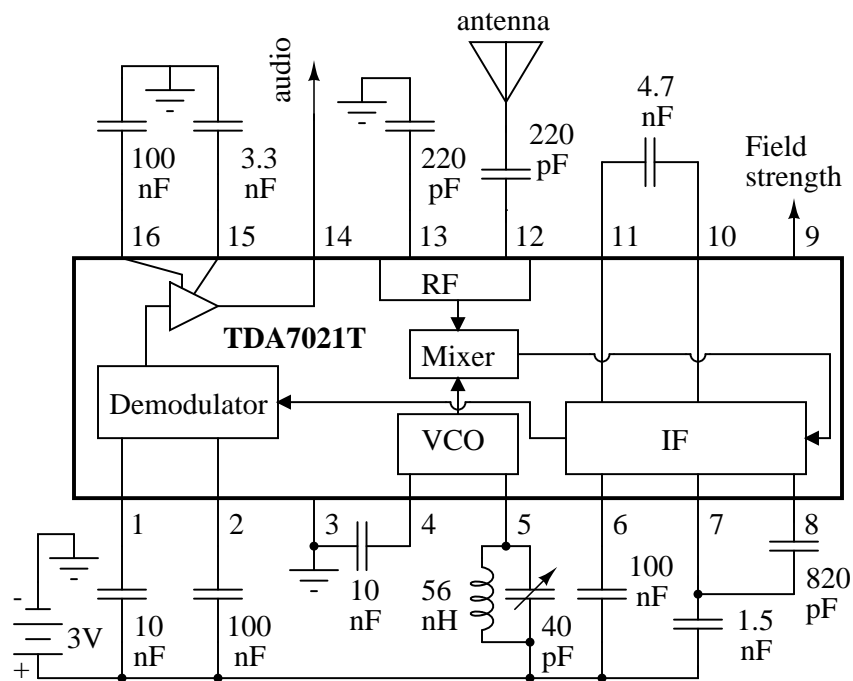 antenna
audio
4.7
nF
100
nF
3.3
nF
220
pF
220
pF
Field
strength
16
15
14
13
12
11
10
9
RF
TDA7021T
Mixer
Demodulator
VCO
IF
1
2
3
4
5
6
7
8
-
3V
+
10
nF
100
nF
10
nF
56
nH
40
pF
100
nF
1.5
nF
820
pF